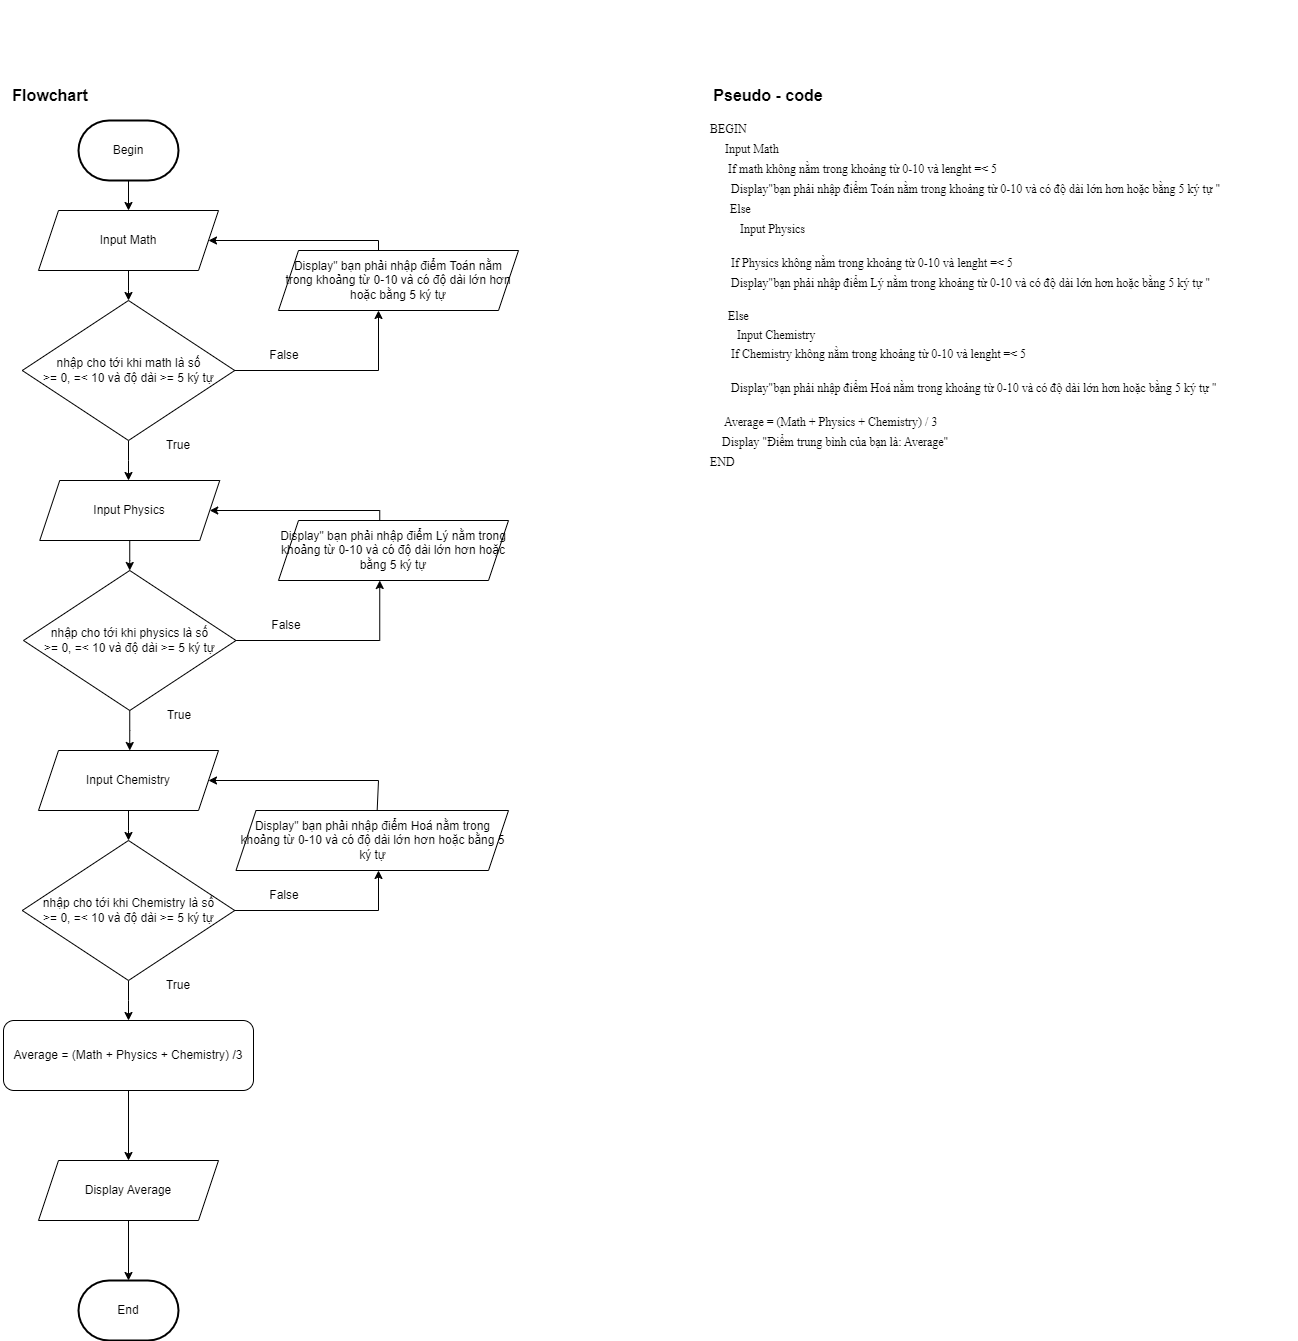 Flowchart
Begin
Input Math
Display" bạn phải nhập điểm Toán nằm
trong khoảng từ 0-10 và có độ dài lớn hơn
hoặc bằng 5 ký tự
nhập cho tới khi math là số
>= 0, =< 10 và độ dài >= 5 ký tự
False
True
Input Physics
Display" bạn phải nhập điểm Lý nằm trong
khoảng từ 0-10 và có độ dài lớn hơn hoặc
bằng 5 ký tự
nhập cho tới khi physics là số
>= 0, =< 10 và độ dài >= 5 ký tự
False
True
Input Chemistry
Display" bạn phải nhập điểm Hoá nằm trong
khoảng từ 0-10 và có độ dài lớn hơn hoặc bằng 5
ký tự
nhập cho tới khi Chemistry là số
>= 0, =< 10 và độ dài >= 5 ký tự
False
True
Average = (Math + Physics + Chemistry) /3
Display Average
End
Pseudo - code
BEGIN
Input Math
If math không nằm trong khoảng từ 0-10 và lenght =< 5
Display"bạn phải nhập điểm Toán nằm trong khoảng từ 0-10 và có độ dài lớn hơn hoặc bằng 5 ký tự "
Else
Input Physics
If Physics không nằm trong khoảng từ 0-10 và lenght =< 5
Display"bạn phải nhập điểm Lý nằm trong khoảng từ 0-10 và có độ dài lớn hơn hoặc bằng 5 ký tự "
Else
Input Chemistry
If Chemistry không nằm trong khoảng từ 0-10 và lenght =< 5
Display"bạn phải nhập điểm Hoá nằm trong khoảng từ 0-10 và có độ dài lớn hơn hoặc bằng 5 ký tự "
Average = (Math + Physics + Chemistry) / 3
Display "Điểm trung bình của bạn là: Average"
END